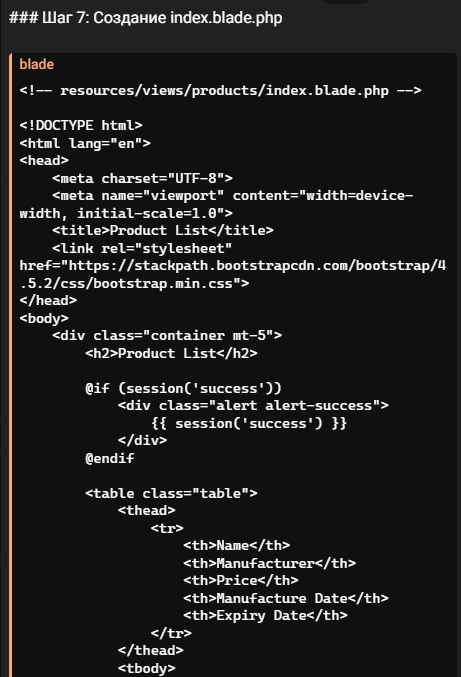 ### Шаг 7: Создание index.blade.php
blade
<!-- resources/views/products/index.blade.php -->
<!DOCTYPE html>
<html lang="en">
<head>
    <meta charset="UTF-8">
    <meta name="viewport" content="width=device-
width, initial-scale=1.0">
    <title>Product List</title>
    <link rel="stylesheet"
href="https://stackpath.bootstrapcdn.com/bootstrap/4
.5.2/css/bootstrap.min.css">
</head>
<body>
    <div class="container mt-5">
        <h2>Product List</h2>
        @if (session('success'))
            <div class="alert alert-success">
                {{ session('success') }}
            </div>
        @endif
        <table class="table">
            <thead>
                <tr>
                    <th>Name</th>
                    <th>Manufacturer</th>
                    <th>Price</th>
                    <th>Manufacture Date</th>
                    <th>Expiry Date</th>
                </tr>
            </thead>
            <tbody>